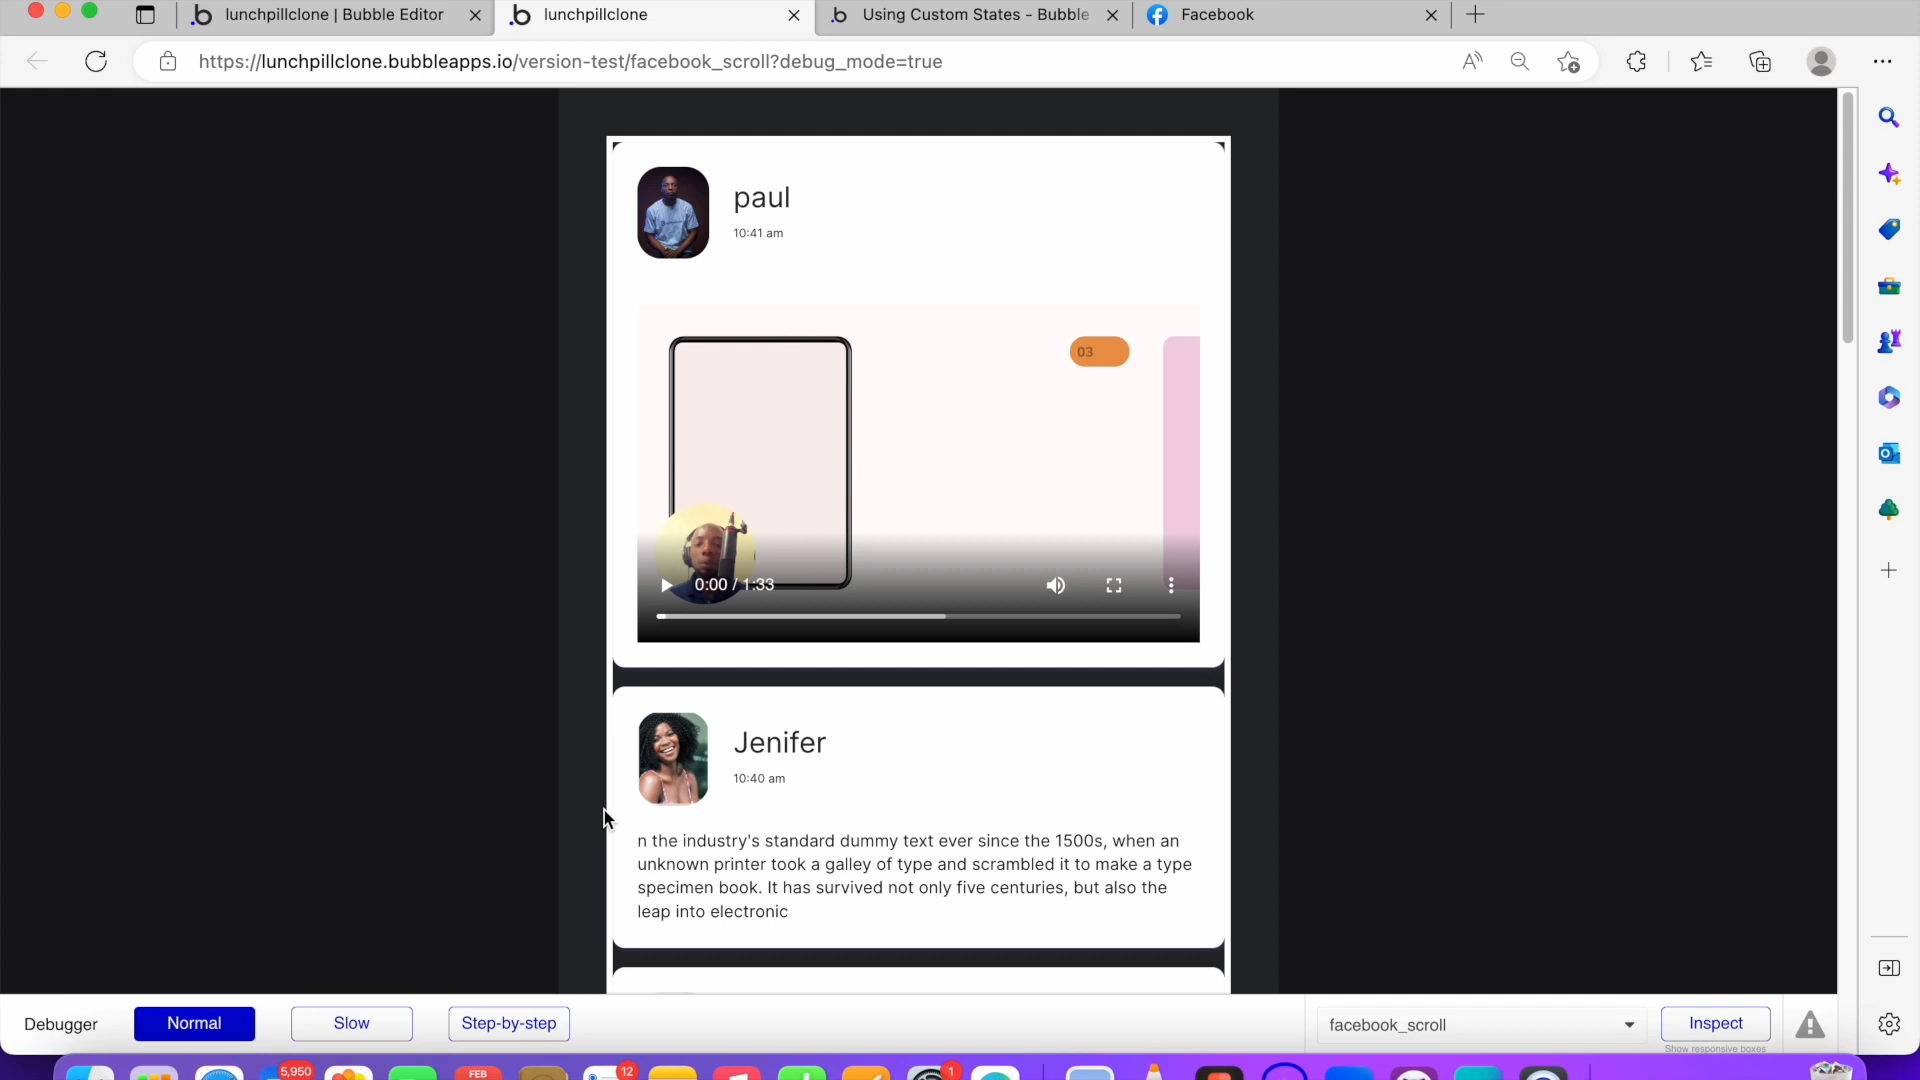 lunchpillclone | Bubble Editor
lunchpillclone
Using Custom States - Bubble
Facebook
https://lunchpillclone.bubbleapps.io/version-test/facebook_scroll?debug_mode=true
paul
10:41 am
03
0:00 / 1:33
Jenifer
10:40 am
n the industry's standard dummy text ever since the 1500s, when an
unknown printer took a galley of type and scrambled it to make a type
specimen book. It has survived not only five centuries, but also the
leap into electronic
Debugger
Normal
Slow
Step-by-step
facebook_scroll
Inspect
Show responsive boxes
5,950
FEB
12
1